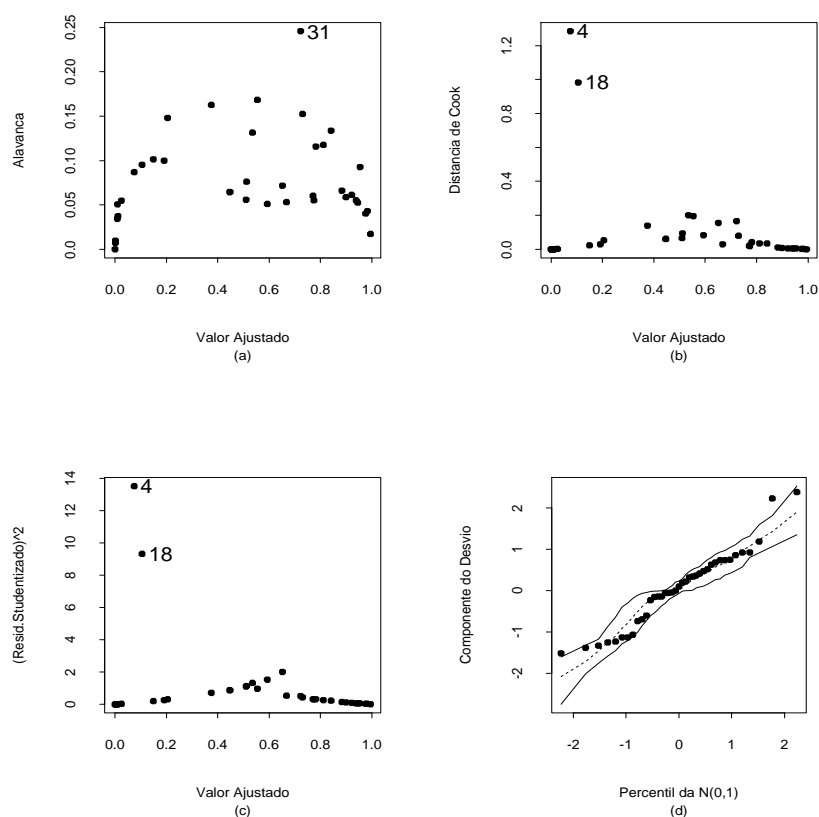 Alavanca
0.00 0.05 0.10 0.15 0.20 0.25
31
0.0 0.2 0.4 0.6 0.8 1.0
Valor Ajustado
(a)
Distancia de Cook
0.0 0.4 0.8 1.2
4
18
0.0 0.2 0.4 0.6 0.8 1.0
Valor Ajustado
(b)
(Resid.Studentizado)^2
0 2 4 6 8 10 12 14
4
18
0.0 0.2 0.4 0.6 0.8 1.0
Valor Ajustado
(c)
Componente do Desvio
-2 -1 0 1 2
-2 -1 0 1 2
Percentil da N(0,1)
(d)